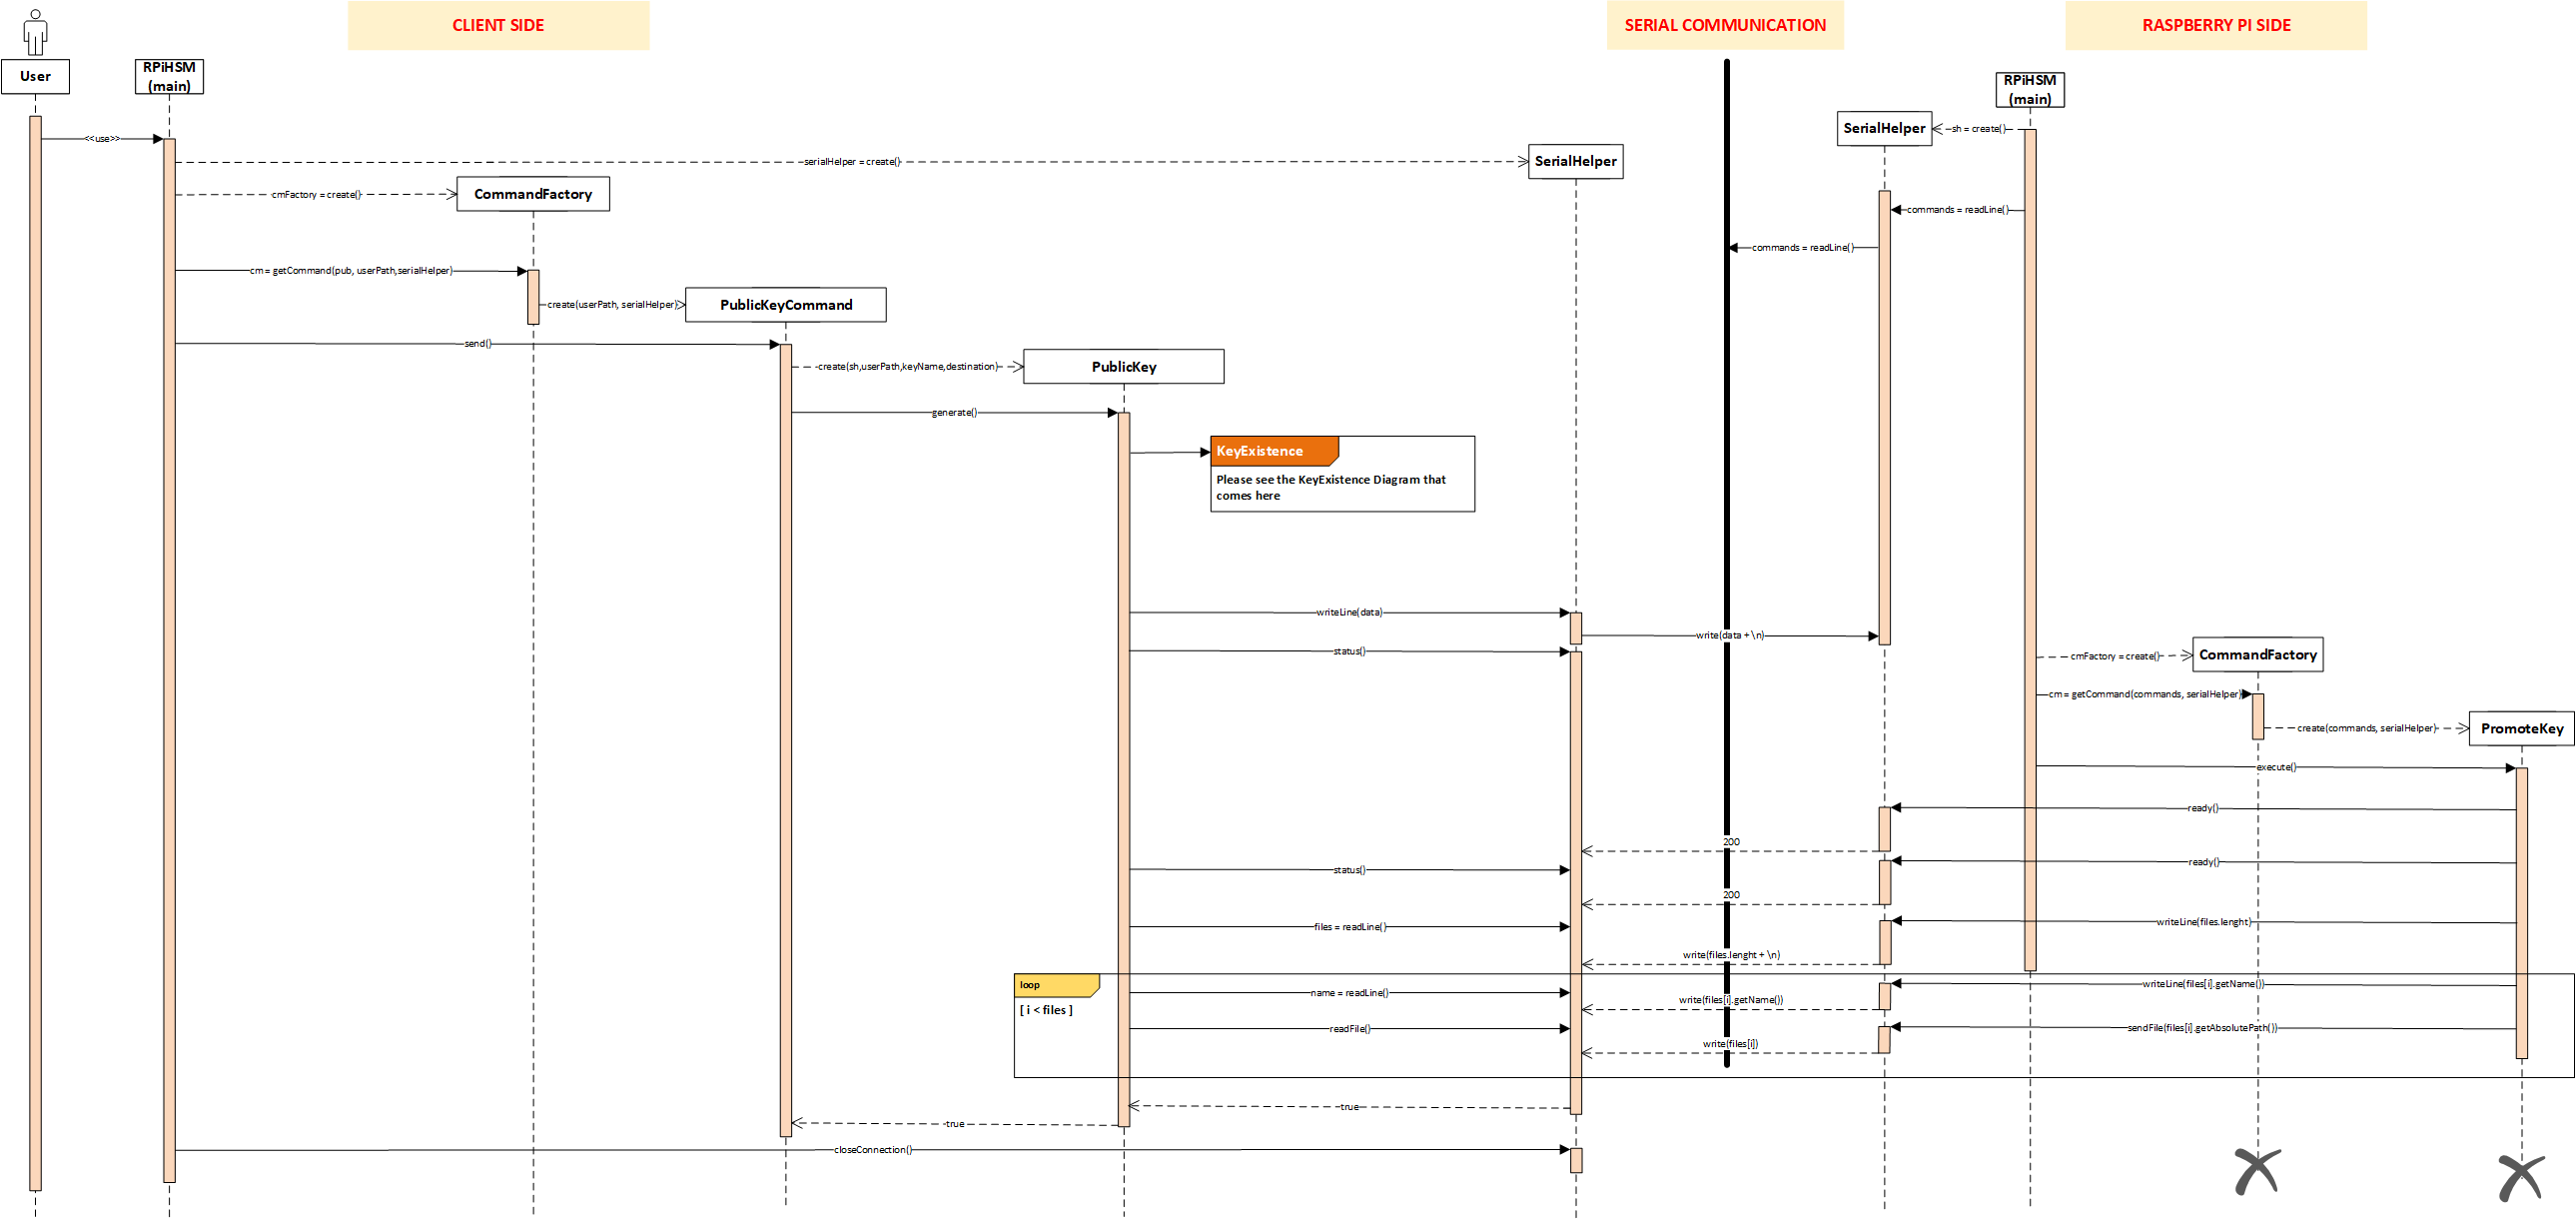 CLIENT SIDE
SERIAL COMMUNICATION
RASPBERRY PI SIDE
User
RPiHSM
(main)
RPiHSM
(main)
SerialHelper
sh = create()
<<use>>
serialHelper = create()
SerialHelper
cmFactory = create()
CommandFactory
commands = readLine()
commands = readLine()
cm = getCommand(pub, userPath,serialHelper)
create(userPath, serialHelper)
PublicKeyCommand
send()
create(sh,userPath,keyName,destination)
PublicKey
generate()
KeyExistence
Please see the KeyExistence Diagram that
comes here
writeLine(data)
write(data + \n)
status()
cmFactory = create()
CommandFactory
cm = getCommand(commands, serialHelper)
create(commands, serialHelper)
PromoteKey
execute()
ready()
200
ready()
status()
200
writeLine(files.lenght)
files = readLine()
write(files.lenght + \n)
loop
[ i < files ]
writeLine(files[i].getName())
name = readLine()
write(files[i].getName())
readFile()
sendFile(files[i].getAbsolutePath())
write(files[i])
true
true
closeConnection()